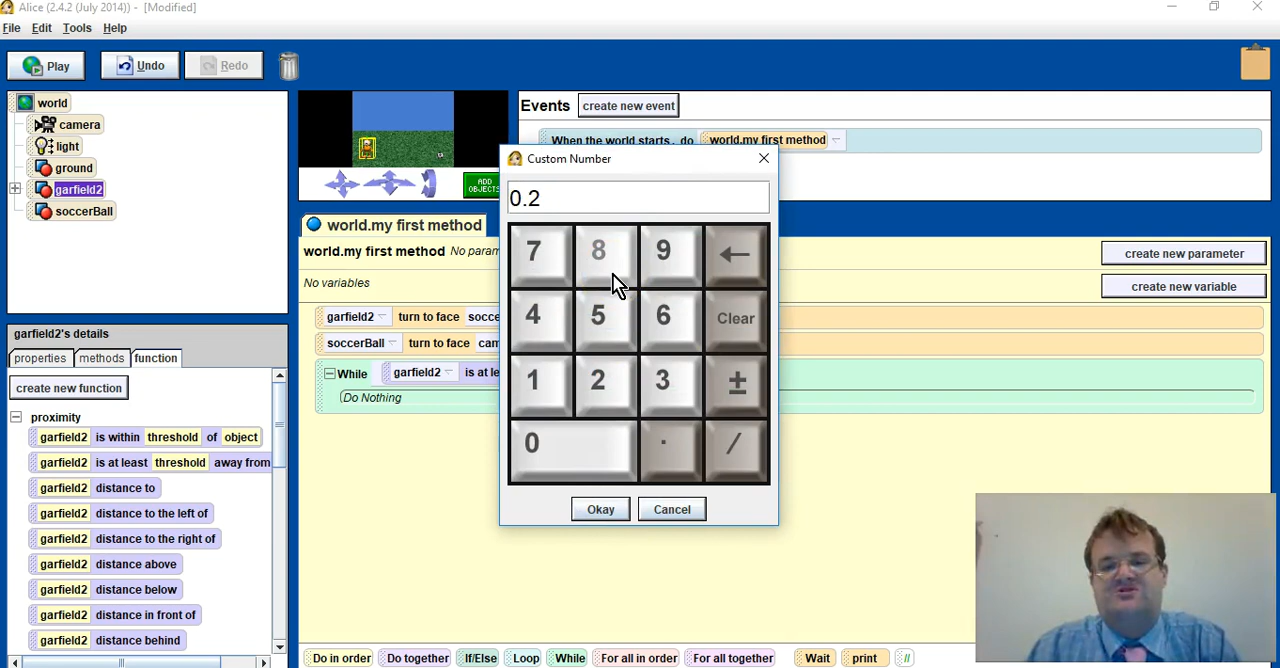 Alice (2.4.2 (July 2014)) - [Modified]
File Edit Tools Help
Play Undo Redo
world
camera
light
ground
garfield2
soccerBall
ADD OBJECTS
Events create new event
When the world starts, do world.my first method
Custom Number
0.2
7 8 9 ←
4 5 6 Clear
1 2 3 ±
0 . /
Okay Cancel
world.my first method
world.my first method No param
create new parameter
No variables
create new variable
garfield2 turn to face socce
soccerBall turn to face cam
While garfield2 is at le
(Do Nothing
garfield2's details
properties methods function
create new function
proximity
garfield2 is within threshold of object
garfield2 is at least threshold away from
garfield2 distance to
garfield2 distance to the left of
garfield2 distance to the right of
garfield2 distance above
garfield2 distance below
garfield2 distance in front of
garfield2 distance behind
Do in order Do together If/Else Loop While For all in order For all together Wait print //